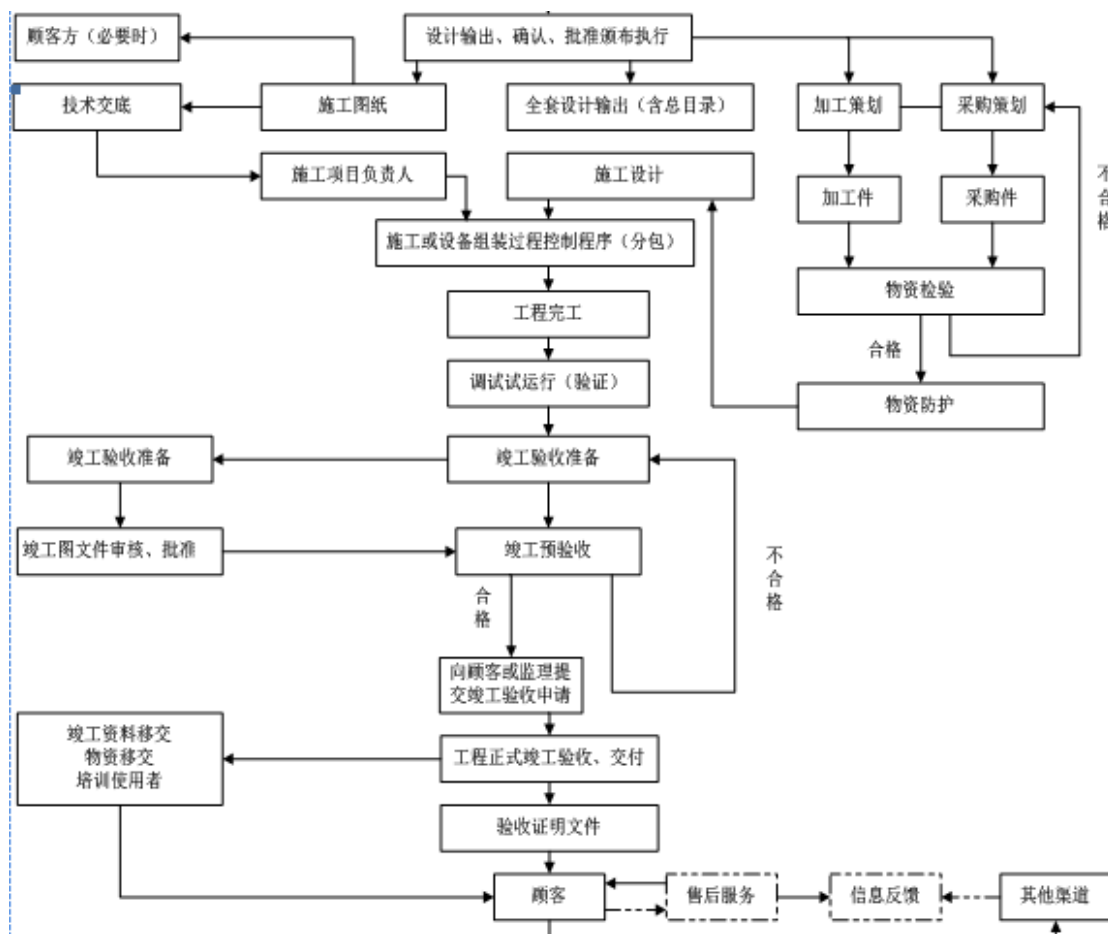 顾客方（必要时）
设计输出、确认、批准颁布执行
技术交底
施工图纸
全套设计输出（含总目录）
加工策划
采购策划
施工项目负责人
施工设计
加工件
采购件
不合格
施工或设备组装过程控制程序（分包）
物资检验
工程完工
合格
调试试运行（验证）
物资防护
竣工验收准备
竣工验收准备
竣工图文件审核、批准
竣工预验收
不合格
合格
向顾客或监理提
交竣工验收申请
竣工资料移交
物资移交
培训使用者
工程正式竣工验收、交付
验收证明文件
顾客
售后服务
信息反馈
其他渠道